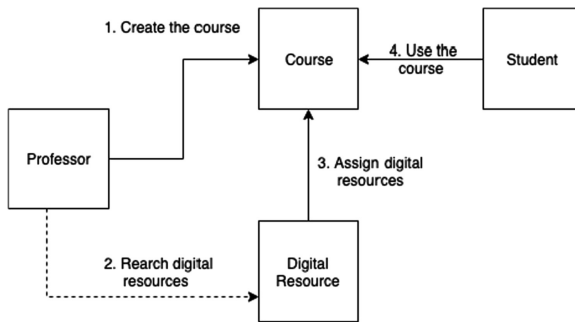 1. Create the course
Course
4. Use the
course
Student
Professor
3. Assign digital
resources
2. Rearch digital
resources
Digital
Resource